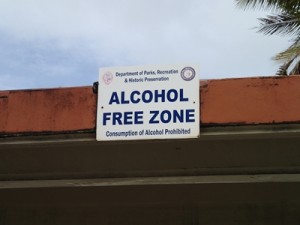 Department of Parks, Recreation
& Historic Preservation
ALCOHOL
FREE ZONE
Consumption of Alcohol Prohibited